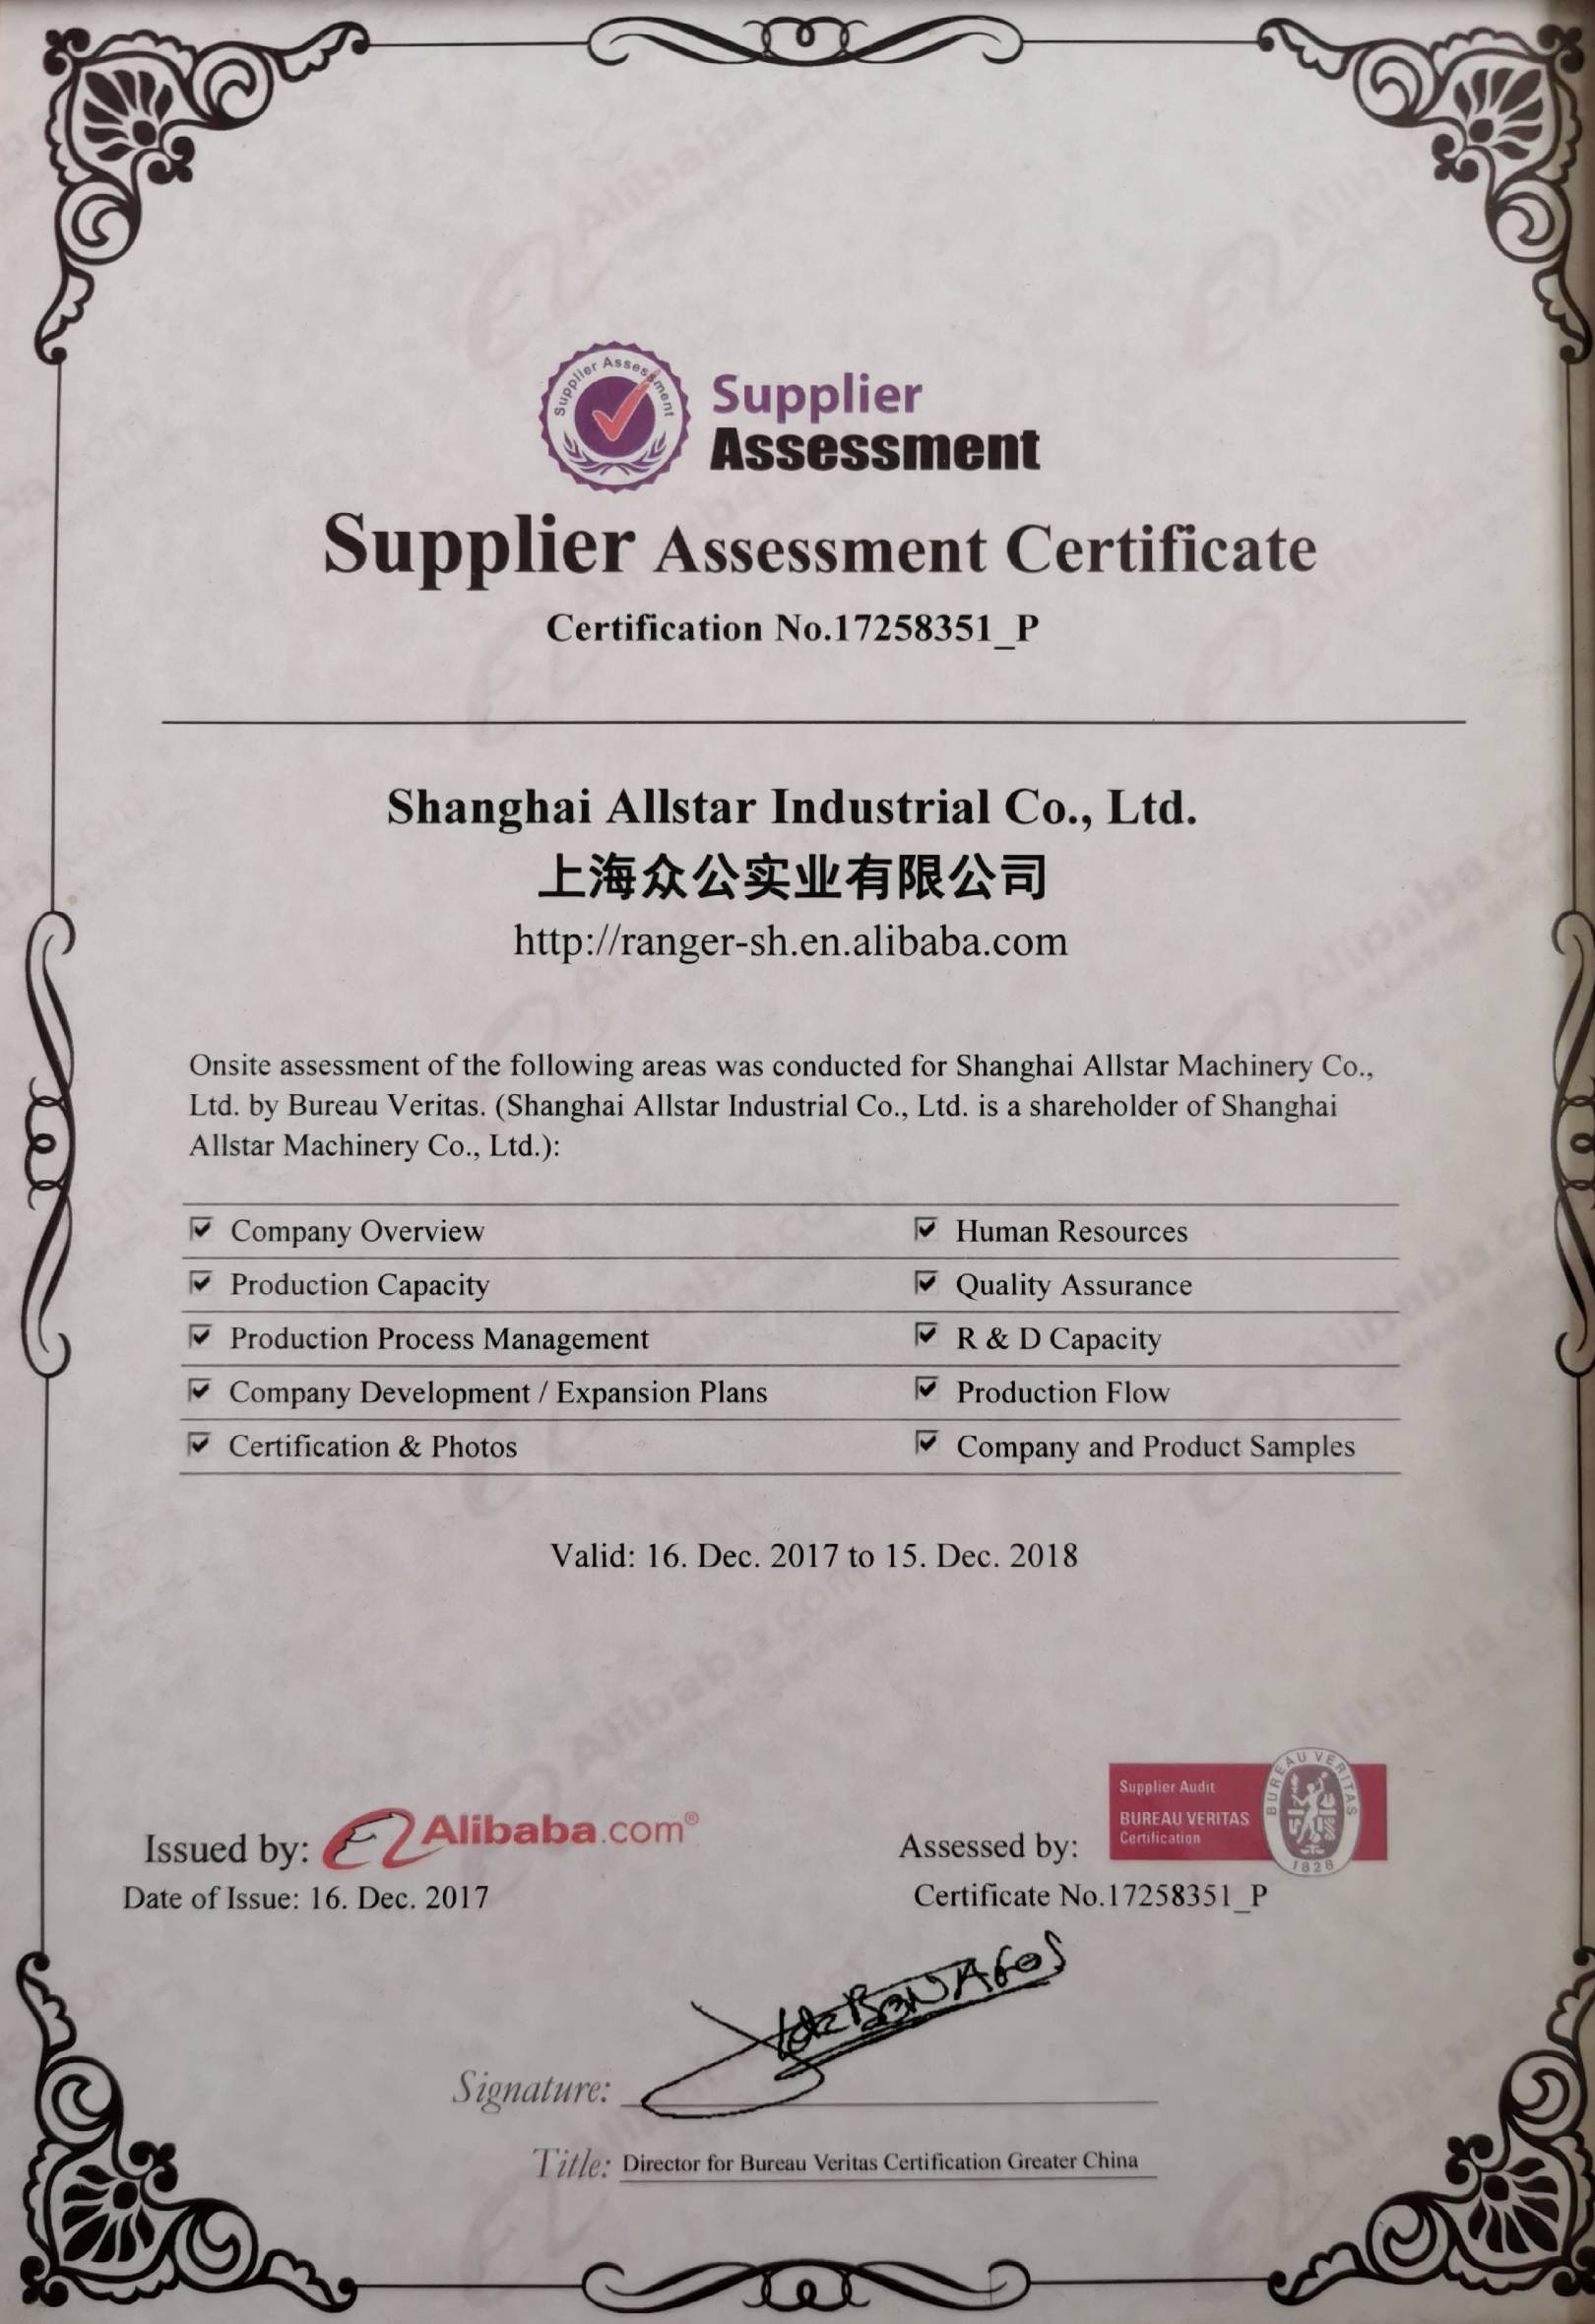 Supplier Assessment
Supplier
Assessment
Supplier Assessment Certificate
Certification No.17258351_P
Shanghai Allstar Industrial Co., Ltd.
上海众公实业有限公司
http://ranger-sh.en.alibaba.com
Onsite assessment of the following areas was conducted for Shanghai Allstar Machinery Co.,
Ltd. by Bureau Veritas. (Shanghai Allstar Industrial Co., Ltd. is a shareholder of Shanghai
Allstar Machinery Co., Ltd.):
Company Overview
Human Resources
Production Capacity
Quality Assurance
Production Process Management
R & D Capacity
Company Development / Expansion Plans
Production Flow
Certification & Photos
Company and Product Samples
Valid: 16. Dec. 2017 to 15. Dec. 2018
Issued by: Alibaba.com®
Date of Issue: 16. Dec. 2017
Assessed by:
Supplier Audit
BUREAU VERITAS
Certification
BUREAU VERITAS
1828
Certificate No.17258351_P
Signature:
Title: Director for Bureau Veritas Certification Greater China